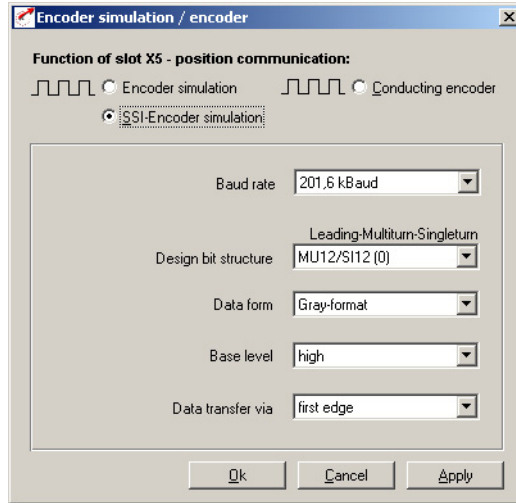 Encoder simulation / encoder
Function of slot X5 - position communication:
Encoder simulation Conducting encoder
SSI-Encoder simulation
Baud rate 201,6 kBaud
Leading-Multiturn-Singleturn
Design bit structure MU12/SI12 (0)
Data form Gray-format
Base level high
Data transfer via first edge
Ok Cancel Apply